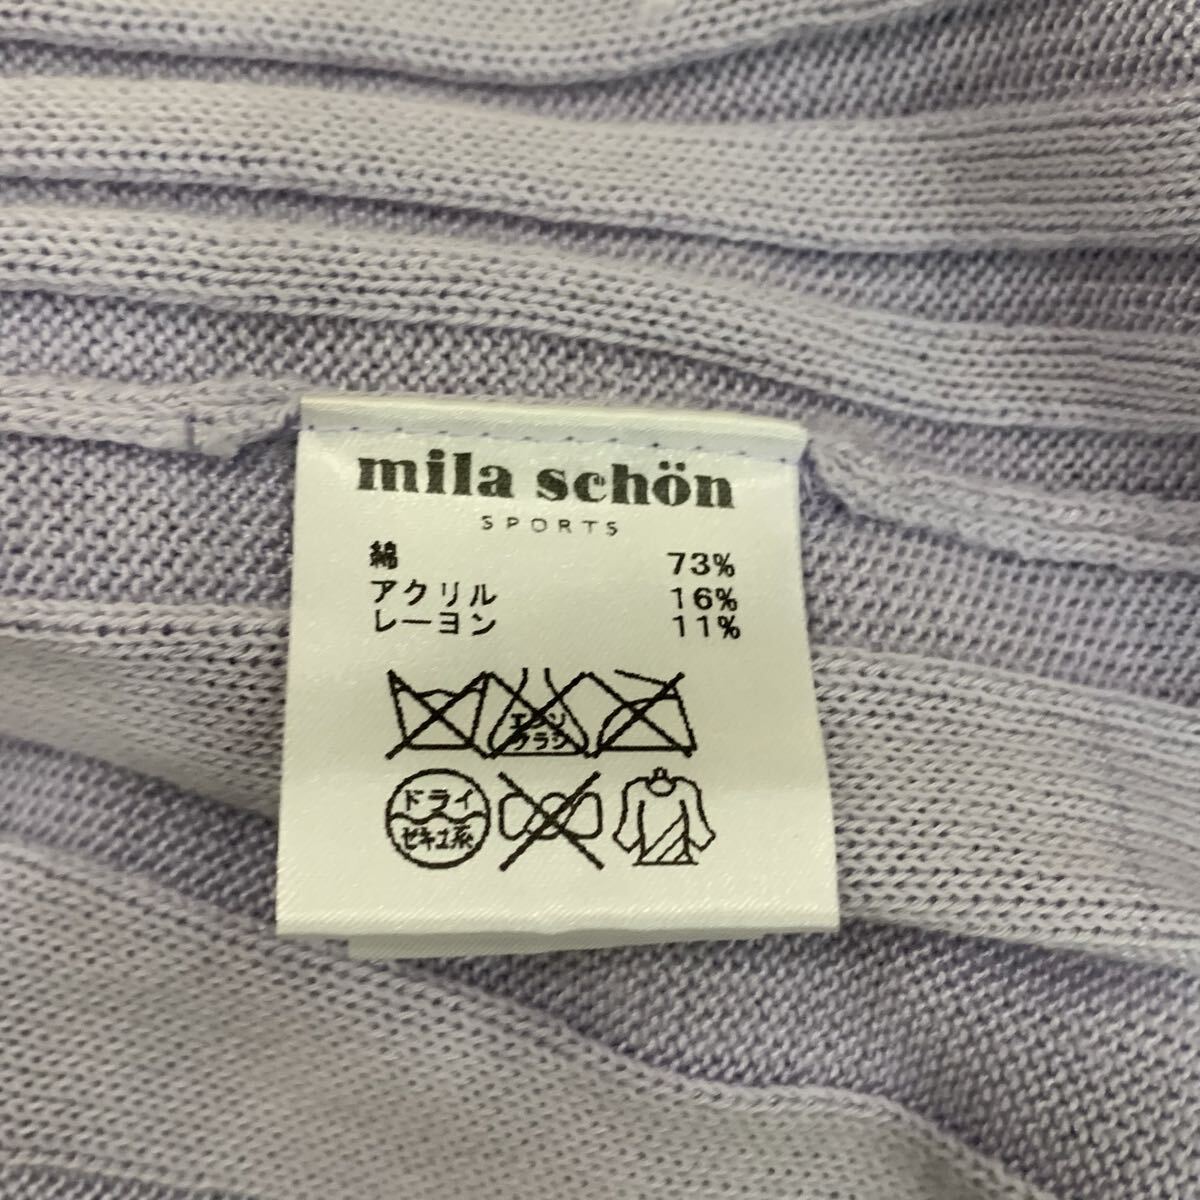 mila schön
SPORTS
綿 73%
アクリル 16%
レーヨン 11%
エンソ
サラシ
ドライ
セキユ系